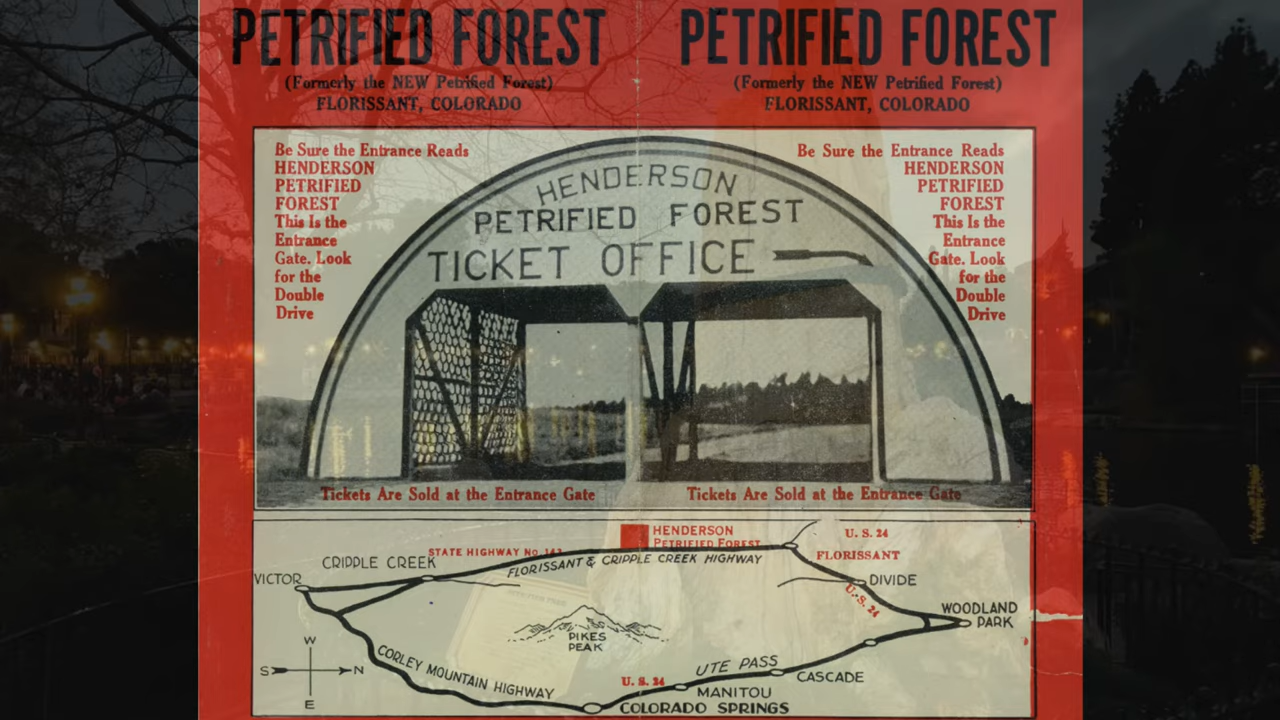 PETRIFIED FOREST
(Formerly the NEW Petrified Forest)
FLORISSANT, COLORADO
PETRIFIED FOREST
(Formerly the NEW Petrified Forest)
FLORISSANT, COLORADO
Be Sure the Entrance Reads
HENDERSON
PETRIFIED
FOREST
This Is the
Entrance
Gate. Look
for the
Double
Drive
Be Sure the Entrance Reads
HENDERSON
PETRIFIED
FOREST
This Is the
Entrance
Gate. Look
for the
Double
Drive
HENDERSON
PETRIFIED FOREST
TICKET OFFICE
Tickets Are Sold at the Entrance Gate
Tickets Are Sold at the Entrance Gate
HENDERSON
PETRIFIED FOREST
U. S. 24
FLORISSANT
STATE HIGHWAY No. 143
FLORISSANT & CRIPPLE CREEK HIGHWAY
CRIPPLE CREEK
VICTOR
DIVIDE
U. S. 24
WOODLAND
PARK
PIKES
PEAK
W
S
N
E
CORLEY MOUNTAIN HIGHWAY
UTE PASS
CASCADE
U. S. 24
MANITOU
COLORADO SPRINGS